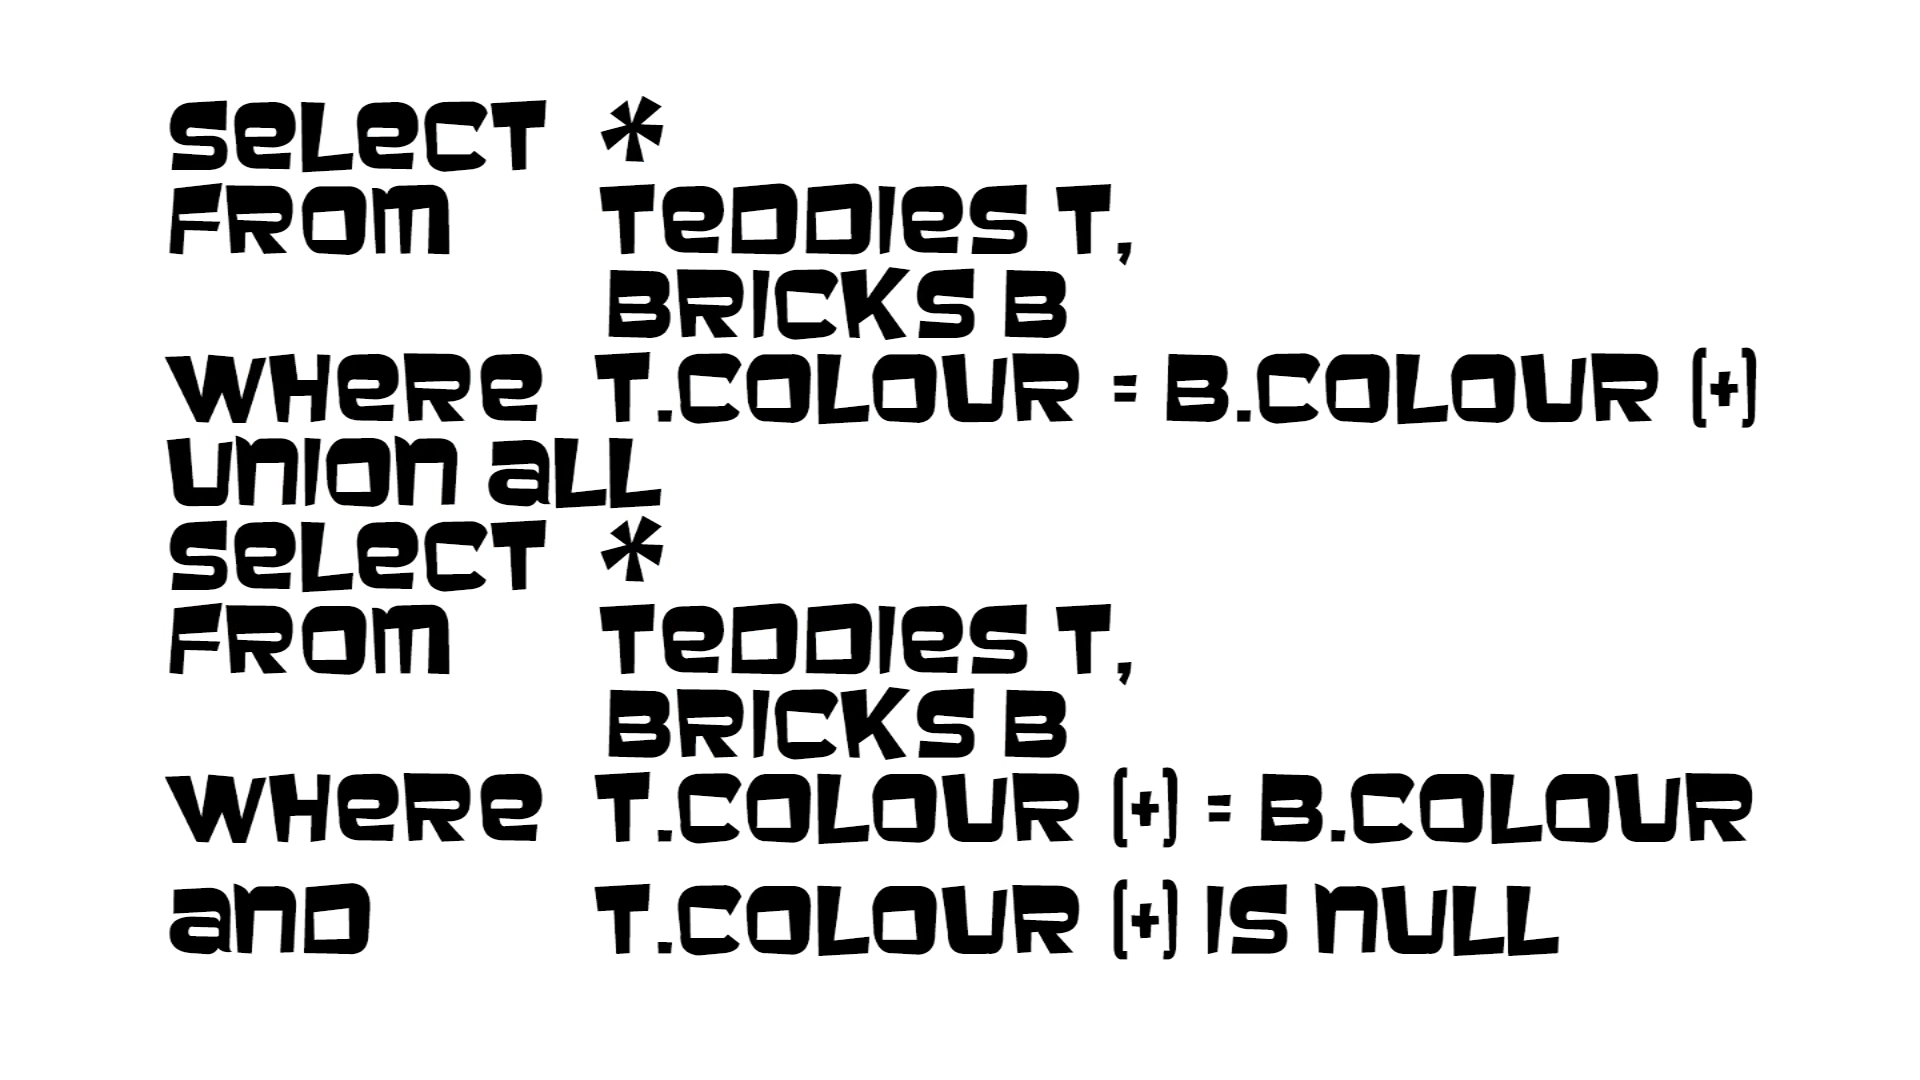 select *
from teddies t,
bricks b
where t.colour = b.colour (+)
union all
select *
from teddies t,
bricks b
where t.colour (+) = b.colour
and t.colour (+) is null